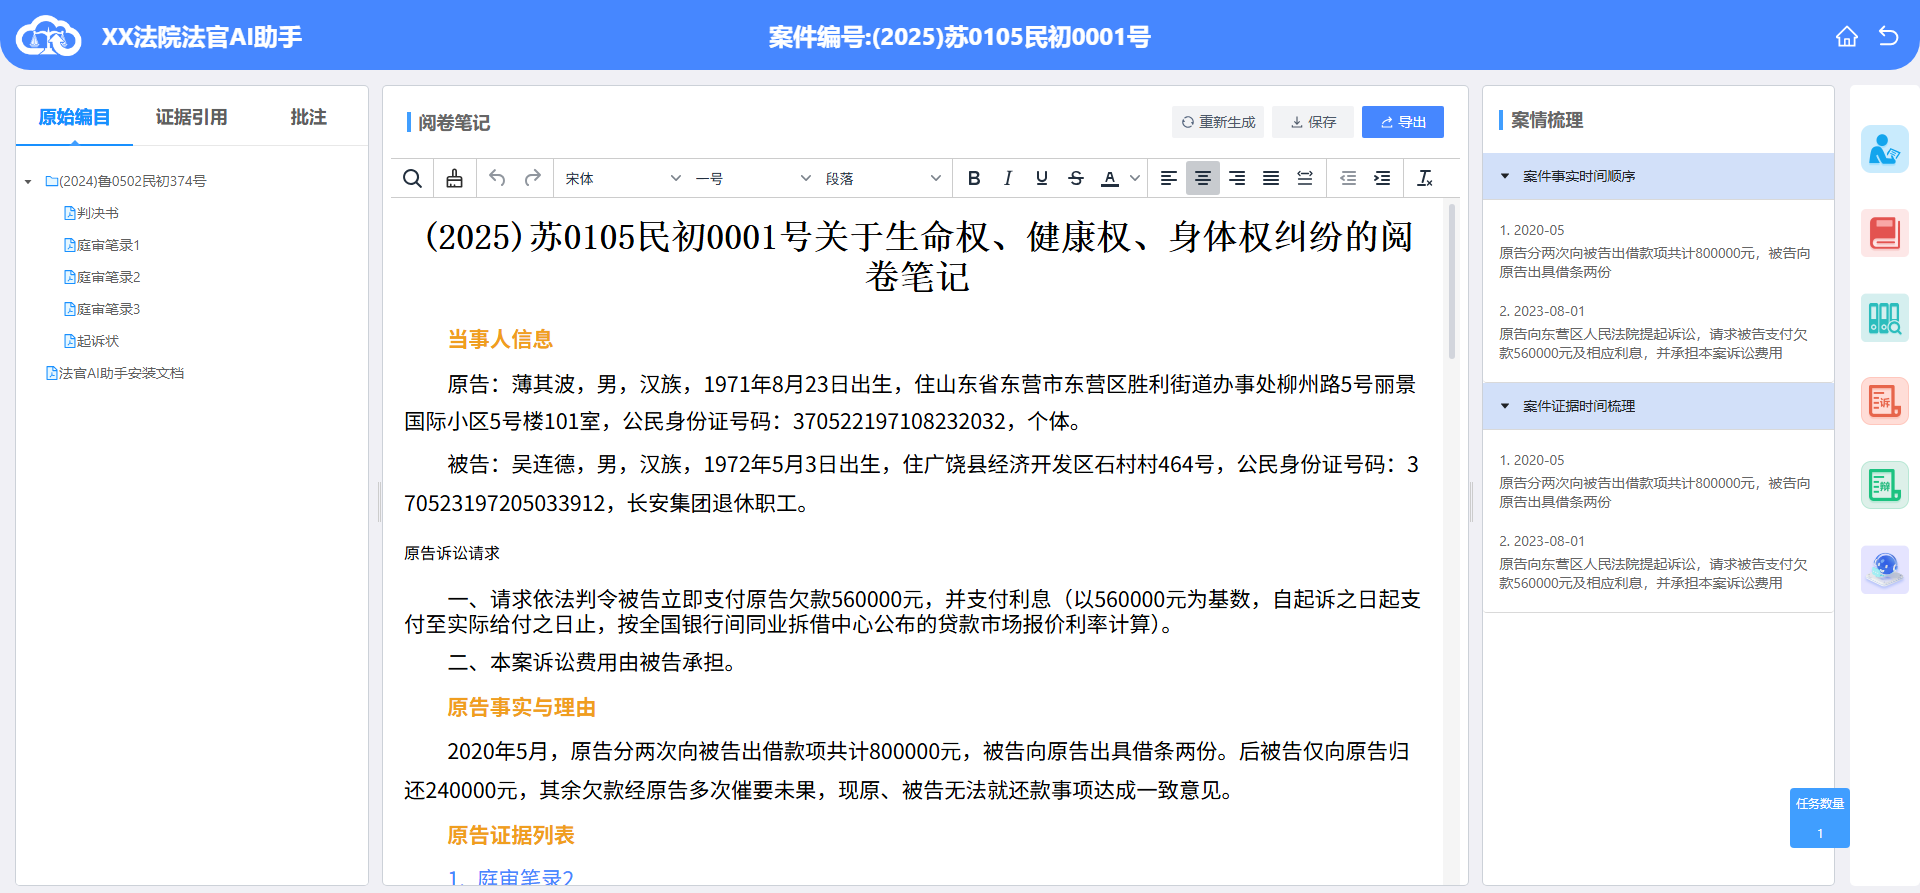 XX法院法官AI助手
案件编号:(2025)苏0105民初0001号
原始编目
证据引用
批注
(2024)鲁0502民初374号
判决书
庭审笔录1
庭审笔录2
庭审笔录3
起诉状
法官AI助手安装文档
阅卷笔记
重新生成
保存
导出
宋体
一号
段落
(2025)苏0105民初0001号关于生命权、健康权、身体权纠纷的阅
卷笔记
当事人信息
原告：薄其波，男，汉族，1971年8月23日出生，住山东省东营市东营区胜利街道办事处柳州路5号丽景
国际小区5号楼101室，公民身份证号码：370522197108232032，个体。
被告：吴连德，男，汉族，1972年5月3日出生，住广饶县经济开发区石村村464号，公民身份证号码：3
70523197205033912，长安集团退休职工。
原告诉讼请求
一、请求依法判令被告立即支付原告欠款560000元，并支付利息（以560000元为基数，自起诉之日起支
付至实际给付之日止，按全国银行间同业拆借中心公布的贷款市场报价利率计算）。
二、本案诉讼费用由被告承担。
原告事实与理由
2020年5月，原告分两次向被告出借款项共计800000元，被告向原告出具借条两份。后被告仅向原告归
还240000元，其余欠款经原告多次催要未果，现原、被告无法就还款事项达成一致意见。
原告证据列表
1、庭审笔录2
案情梳理
案件事实时间顺序
1. 2020-05
原告分两次向被告出借款项共计800000元，被告向
原告出具借条两份
2. 2023-08-01
原告向东营区人民法院提起诉讼，请求被告支付欠
款560000元及相应利息，并承担本案诉讼费用
案件证据时间梳理
1. 2020-05
原告分两次向被告出借款项共计800000元，被告向
原告出具借条两份
2. 2023-08-01
原告向东营区人民法院提起诉讼，请求被告支付欠
款560000元及相应利息，并承担本案诉讼费用
诉
辩
任务数量
1